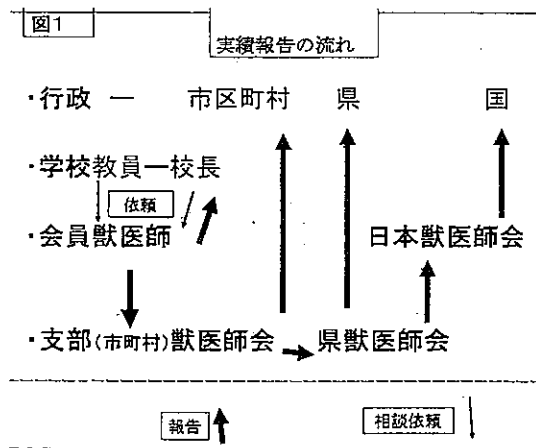 図1
実績報告の流れ
・行政 ― 市区町村 県 国
・学校教員―校長
依頼
・会員獣医師 日本獣医師会
・支部(市町村)獣医師会 県獣医師会
報告 相談依頼